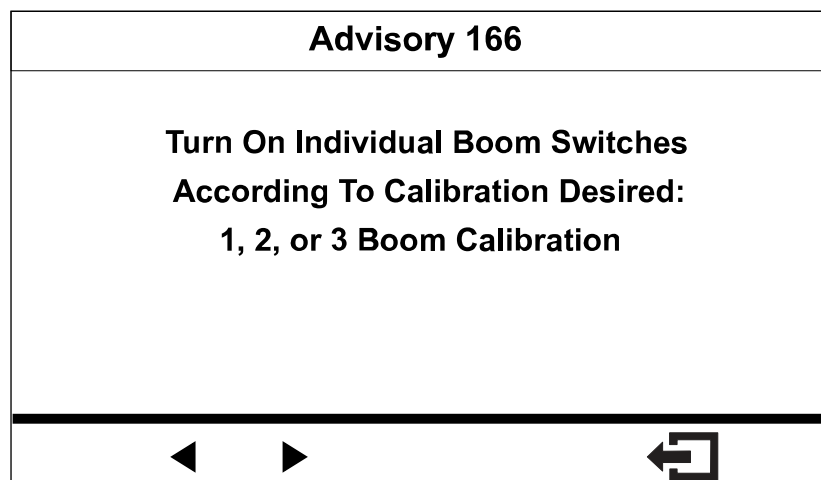 Advisory 166
Turn On Individual Boom Switches
According To Calibration Desired:
1, 2, or 3 Boom Calibration